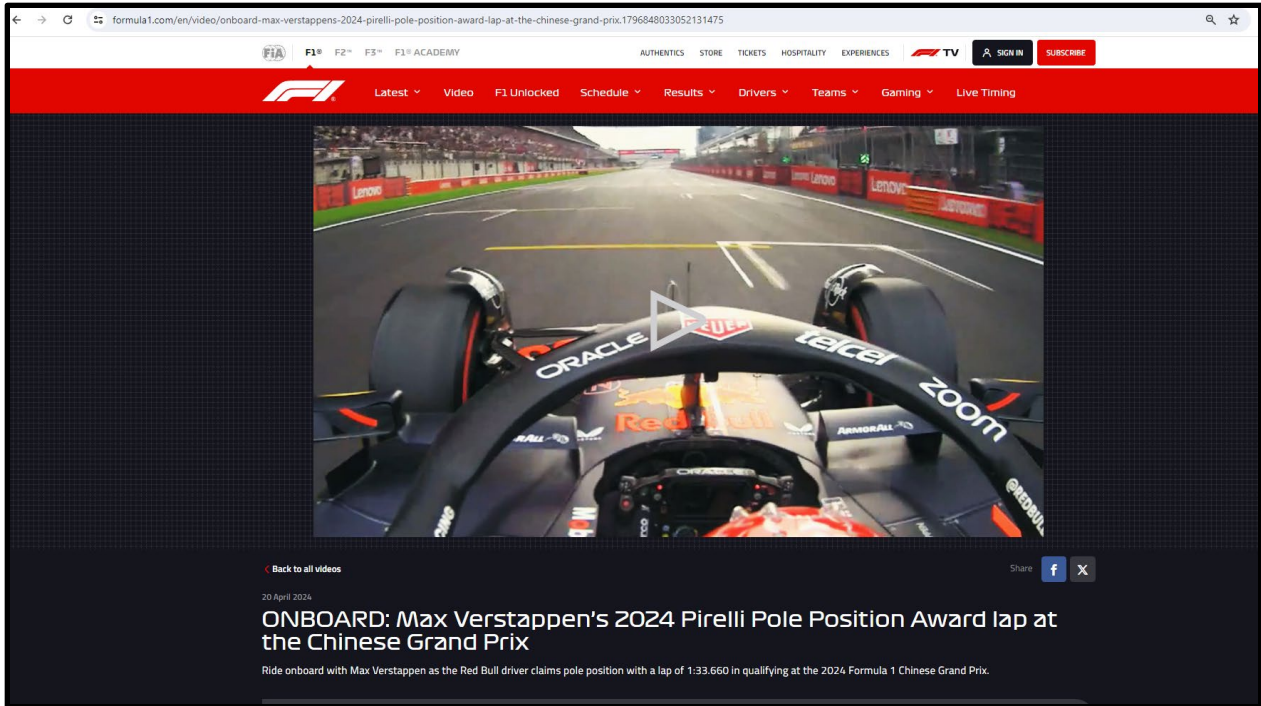 formula1.com/en/video/onboard-max-verstappens-2024-pirelli-pole-position-award-lap-at-the-chinese-grand-prix.1796848033052131475
FIA F1® F2™ F3™ F1® ACADEMY AUTHENTICS STORE TICKETS HOSPITALITY EXPERIENCES F1 TV SIGN IN SUBSCRIBE
F1 Latest Video F1 Unlocked Schedule Results Drivers Teams Gaming Live Timing
Lenovo Lenovo Lenovo Lenovo
ORACLE HEUER telcel zoom
Red Bull
ARMORALL
ORACLE
Back to all videos Share f X
20 April 2024
ONBOARD: Max Verstappen's 2024 Pirelli Pole Position Award lap at
the Chinese Grand Prix
Ride onboard with Max Verstappen as the Red Bull driver claims pole position with a lap of 1:33.660 in qualifying at the 2024 Formula 1 Chinese Grand Prix.